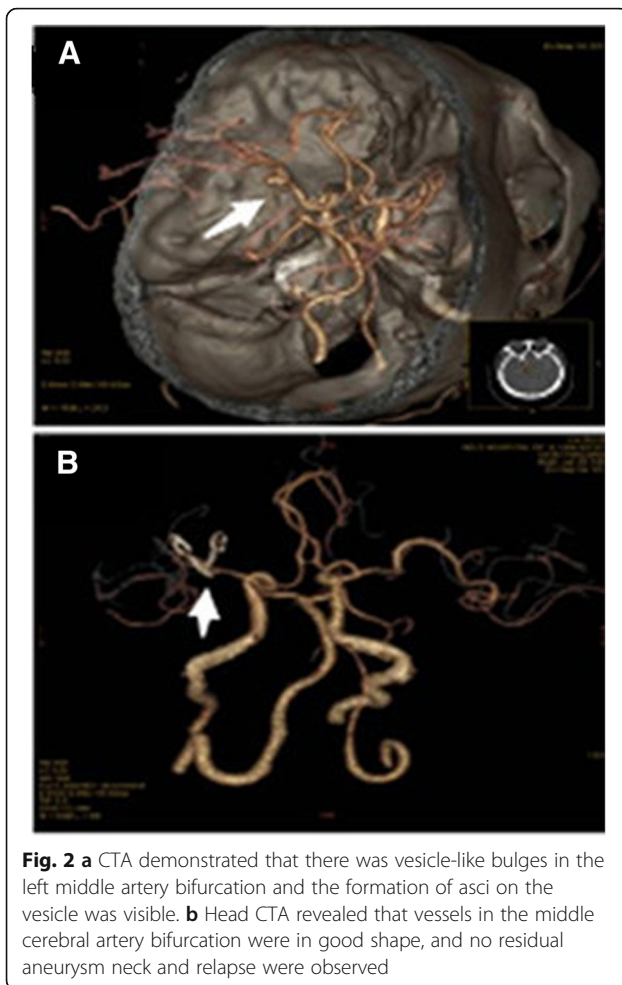 A
B
Fig. 2 a CTA demonstrated that there was vesicle-like bulges in the
left middle artery bifurcation and the formation of asci on the
vesicle was visible. b Head CTA revealed that vessels in the middle
cerebral artery bifurcation were in good shape, and no residual
aneurysm neck and relapse were observed